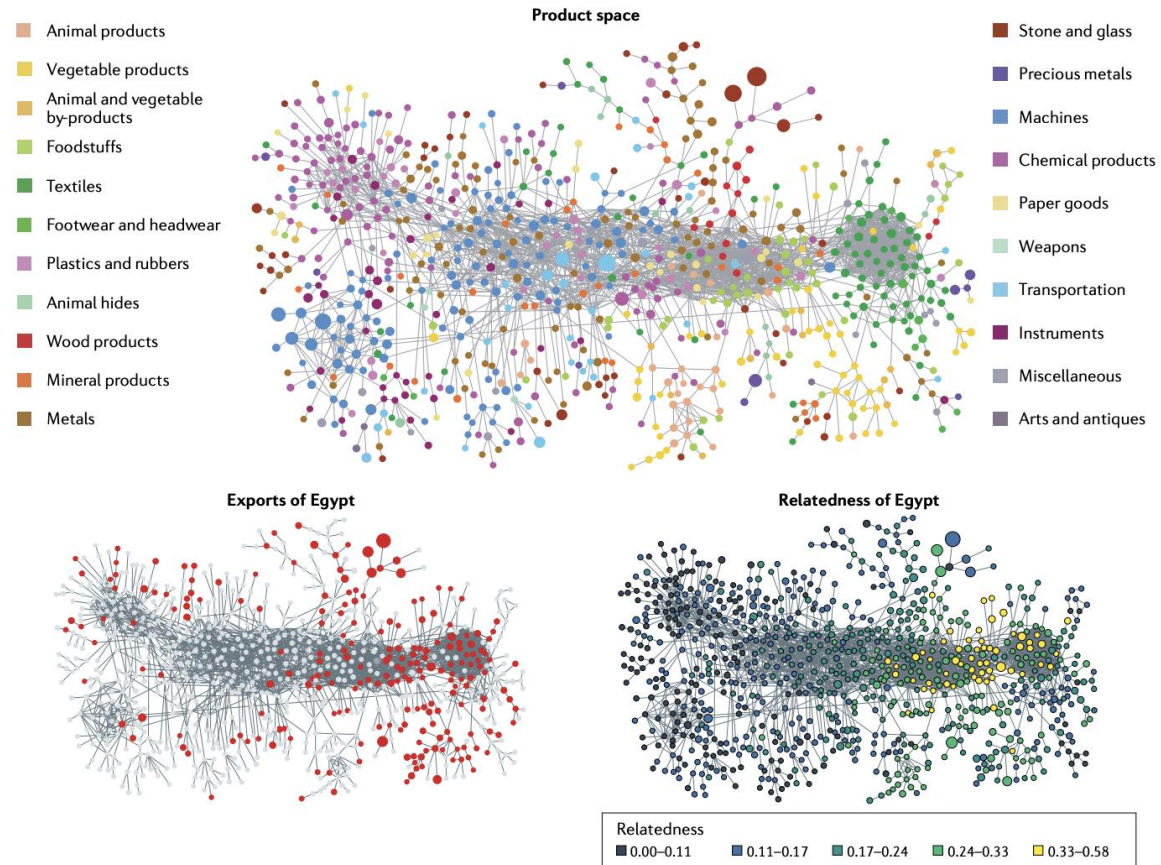 Product space
Animal products
Vegetable products
Animal and vegetable
by-products
Foodstuffs
Textiles
Footwear and headwear
Plastics and rubbers
Animal hides
Wood products
Mineral products
Metals
Stone and glass
Precious metals
Machines
Chemical products
Paper goods
Weapons
Transportation
Instruments
Miscellaneous
Arts and antiques
Exports of Egypt
Relatedness of Egypt
Relatedness
0.00–0.11 0.11–0.17 0.17–0.24 0.24–0.33 0.33–0.58